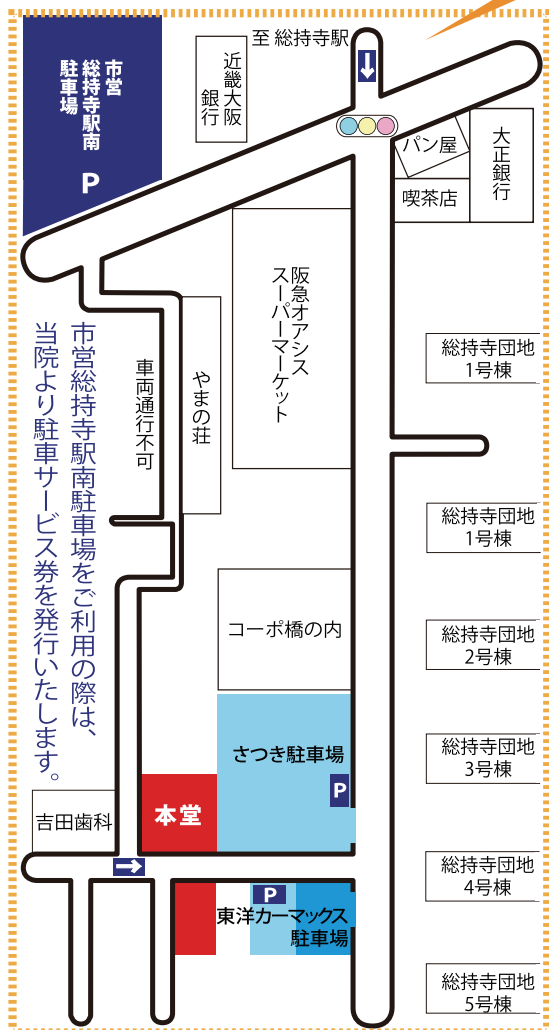 至 総持寺駅
市営
総持寺駅南
駐車場
P
近畿大阪
銀行
パン屋
喫茶店
大正銀行
阪急オアシス
スーパーマーケット
総持寺団地
1号棟
やまの荘
車両通行不可
市営総持寺駅南駐車場をご利用の際は、
当院より駐車サービス券を発行いたします。
総持寺団地
1号棟
コーポ橋の内
総持寺団地
2号棟
さつき駐車場
P
総持寺団地
3号棟
吉田歯科
本堂
総持寺団地
4号棟
P
東洋カーマックス
駐車場
総持寺団地
5号棟